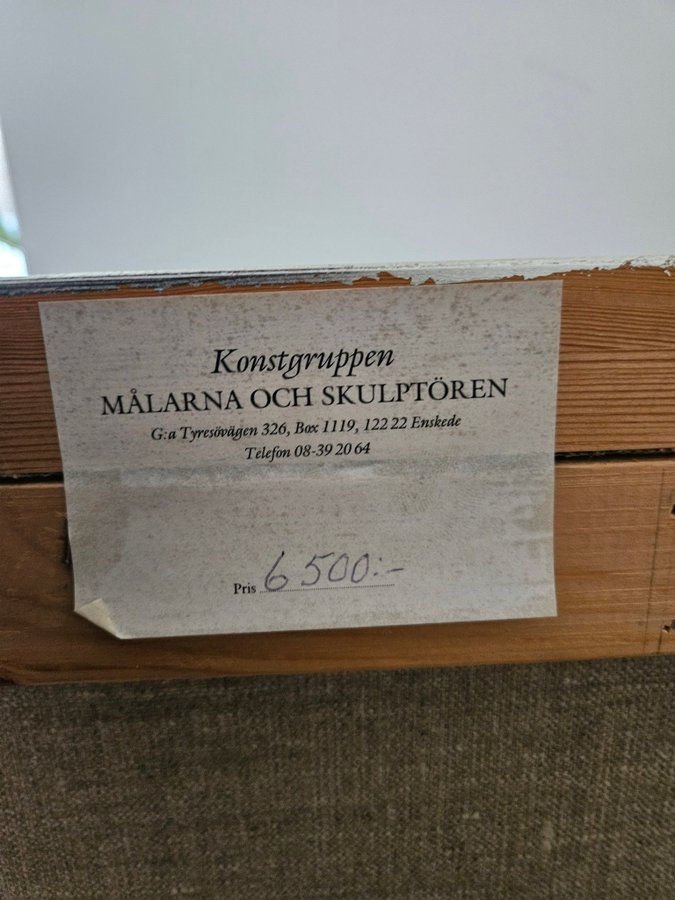 Konstgruppen
MÅLARNA OCH SKULPTÖREN
G:a Tyresövägen 326, Box 1119, 122 22 Enskede
Telefon 08-39 20 64
Pris 6 500:-